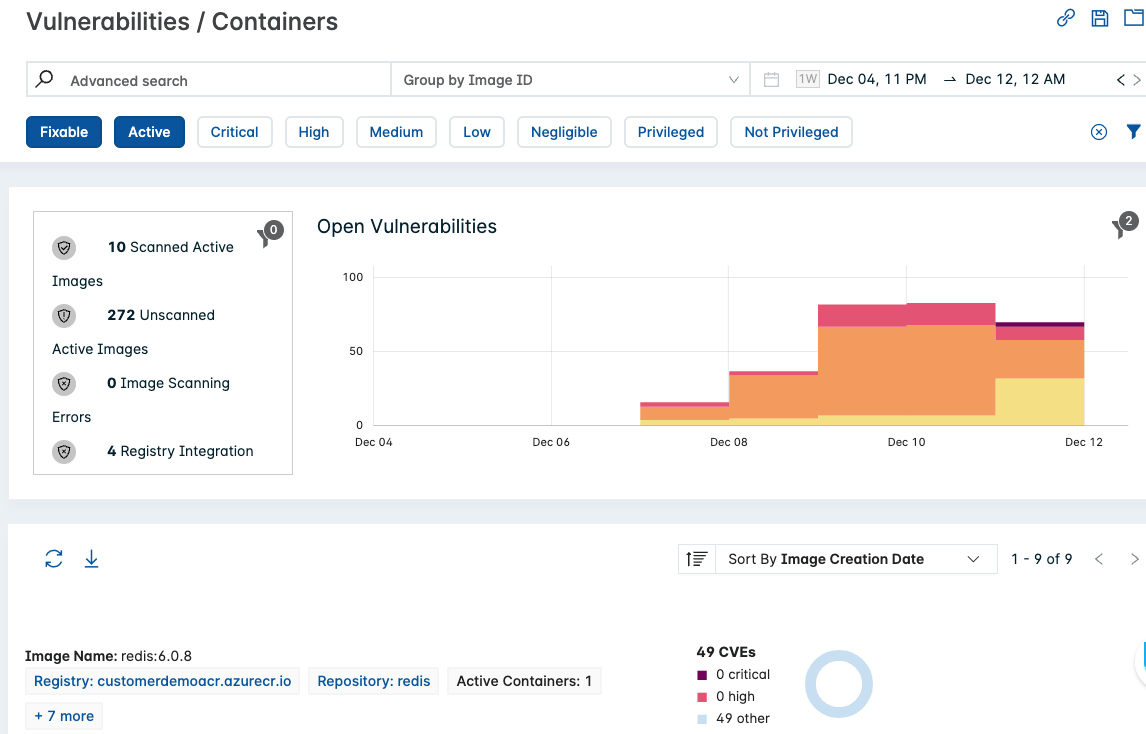 Vulnerabilities / Containers
Advanced search
Group by Image ID
1W Dec 04, 11 PM → Dec 12, 12 AM
Fixable
Active
Critical
High
Medium
Low
Negligible
Privileged
Not Privileged
0
10 Scanned Active
Images
272 Unscanned
Active Images
0 Image Scanning
Errors
4 Registry Integration
Open Vulnerabilities
2
100
50
0
Dec 04
Dec 06
Dec 08
Dec 10
Dec 12
Sort By Image Creation Date
1 - 9 of 9
Image Name: redis:6.0.8
Registry: customerdemoacr.azurecr.io
Repository: redis
Active Containers: 1
+ 7 more
49 CVEs
0 critical
0 high
49 other